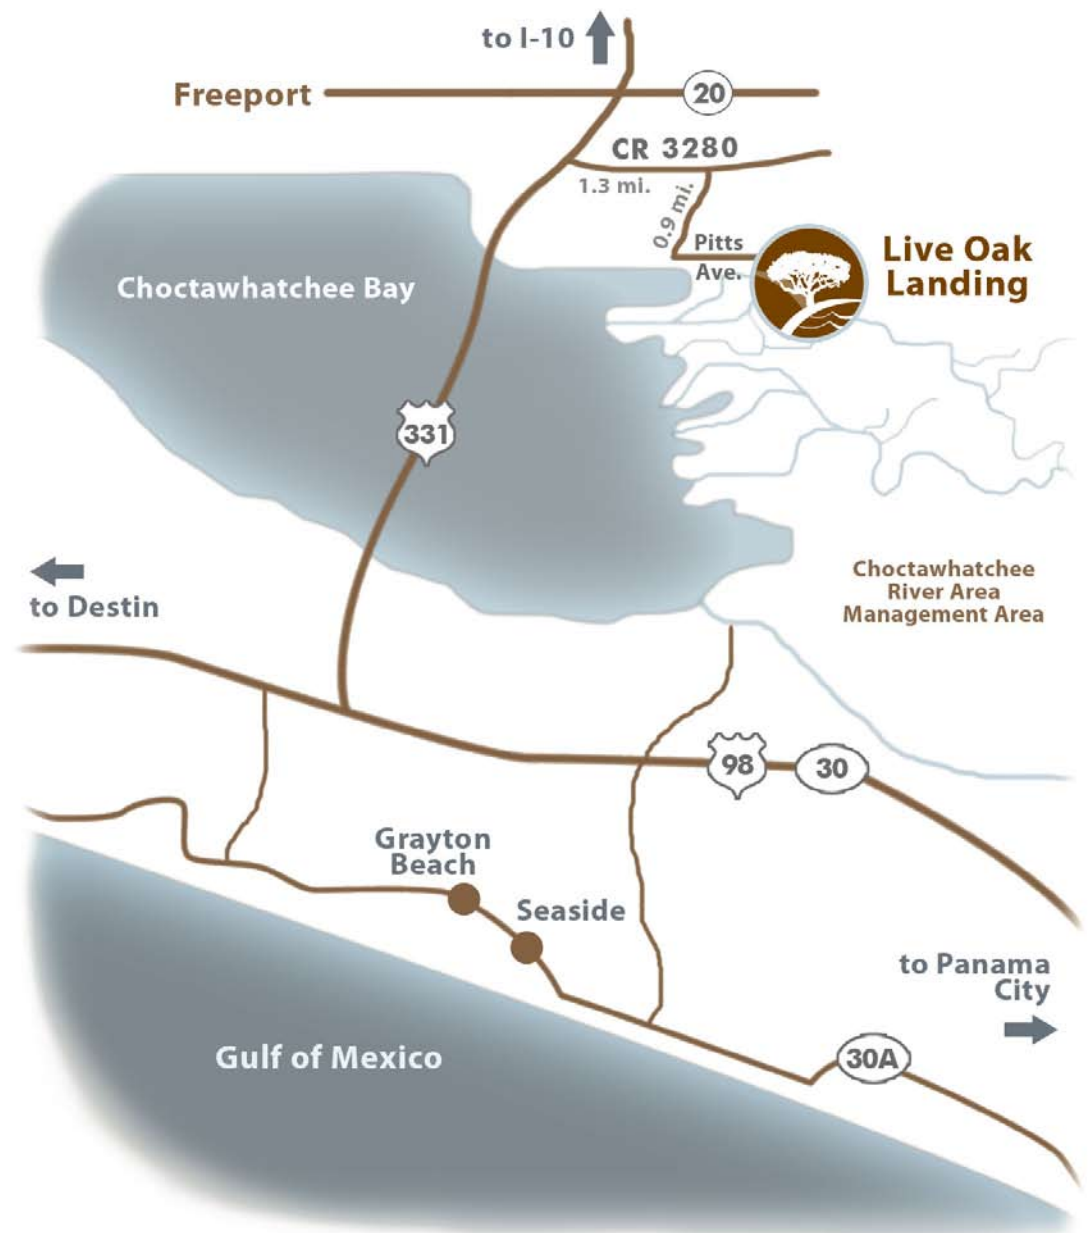 to I-10
Freeport
20
CR 3280
1.3 mi.
0.9 mi.
Pitts
Ave.
Live Oak
Landing
Choctawhatchee Bay
331
Choctawhatchee
River Area
Management Area
to Destin
98
30
Grayton
Beach
Seaside
to Panama
City
Gulf of Mexico
30A